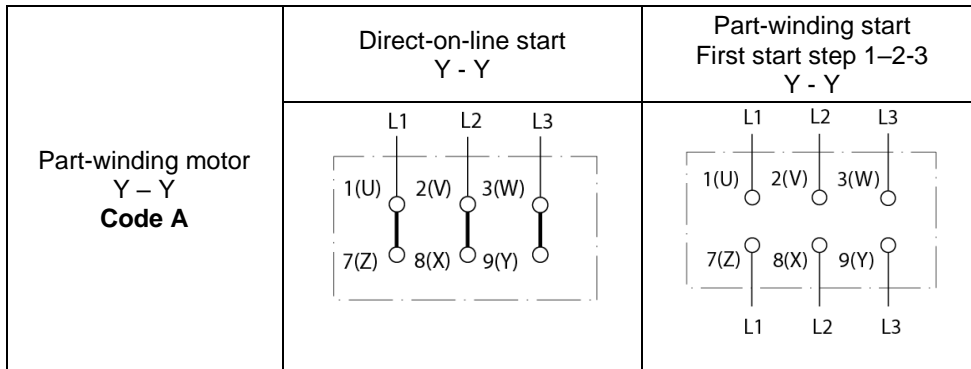 Part-winding motor
Y – Y
Code A
Direct-on-line start
Y - Y
Part-winding start
First start step 1–2-3
Y - Y
L1 L2 L3
1(U) 2(V) 3(W)
7(Z) 8(X) 9(Y)
L1 L2 L3
1(U) 2(V) 3(W)
7(Z) 8(X) 9(Y)
L1 L2 L3